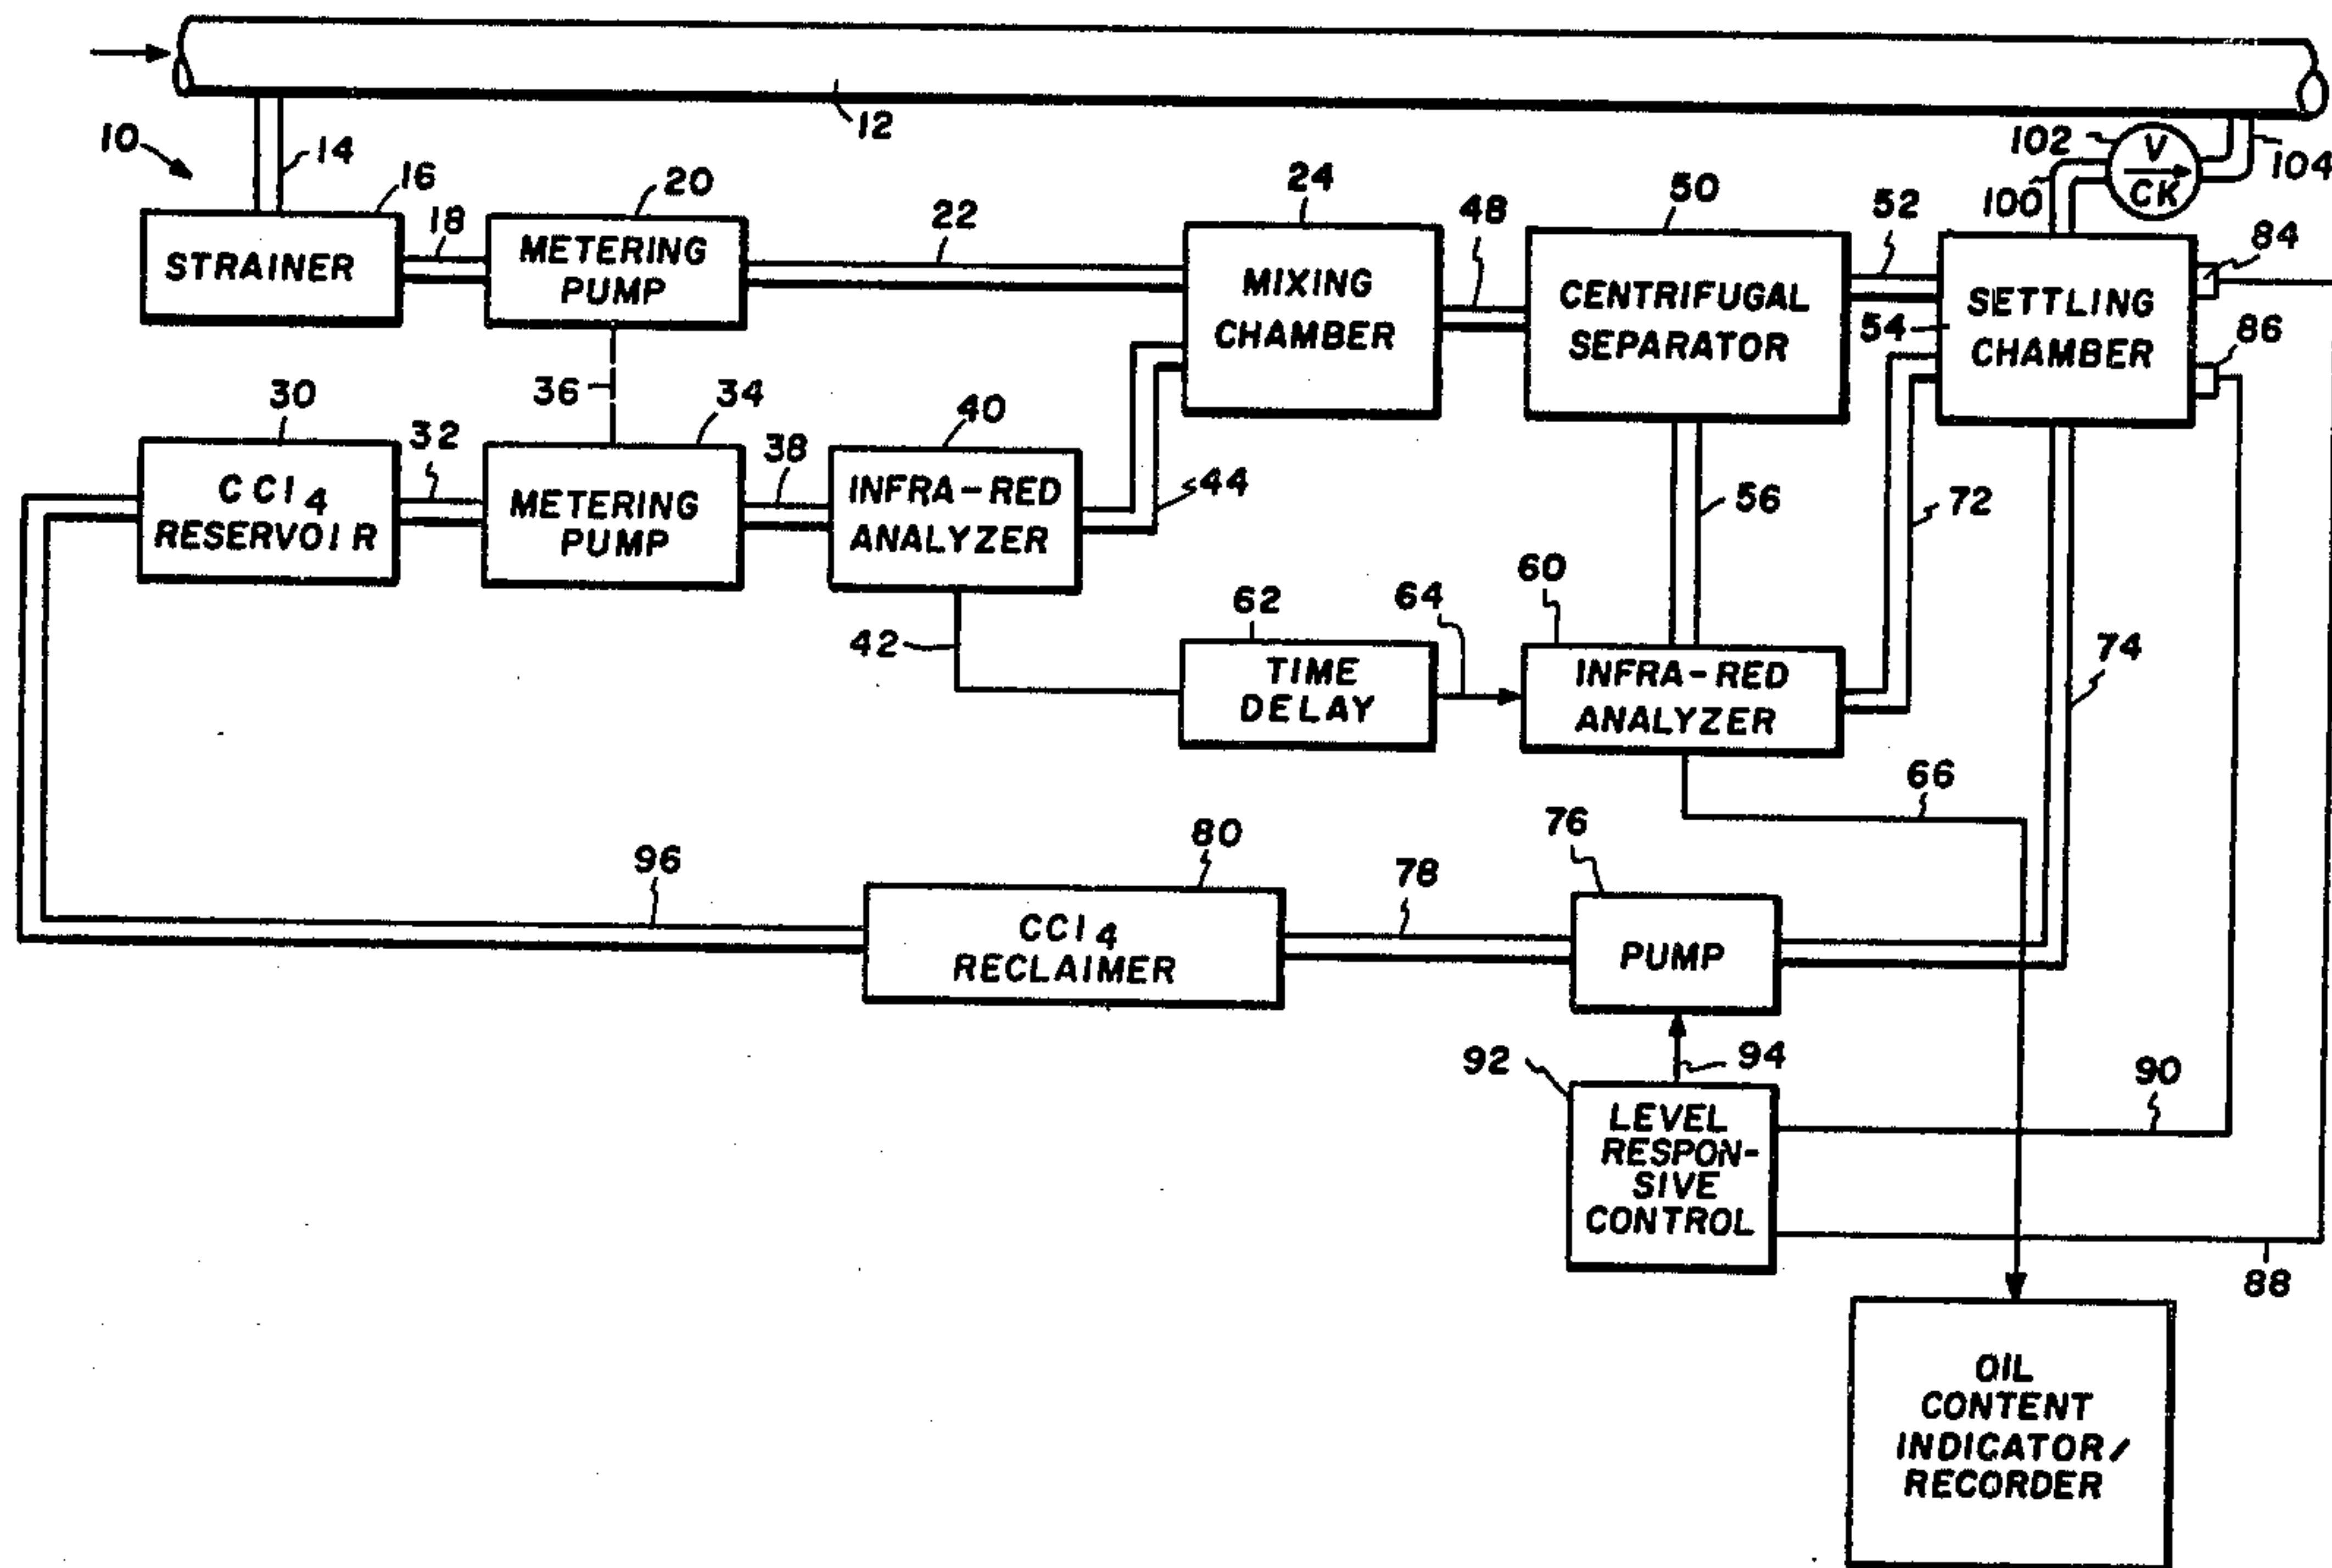 12
10
14
16
STRAINER
18
20
METERING
PUMP
22
24
MIXING
CHAMBER
48
50
CENTRIFUGAL
SEPARATOR
52
54
SETTLING
CHAMBER
100
102
V
CK
104
84
86
30
CCl4
RESERVOIR
32
36
34
METERING
PUMP
38
40
INFRA-RED
ANALYZER
44
42
62
TIME
DELAY
64
60
INFRA-RED
ANALYZER
56
72
74
66
96
80
CCl4
RECLAIMER
78
76
PUMP
94
92
LEVEL
RESPON-
SIVE
CONTROL
90
88
OIL
CONTENT
INDICATOR/
RECORDER